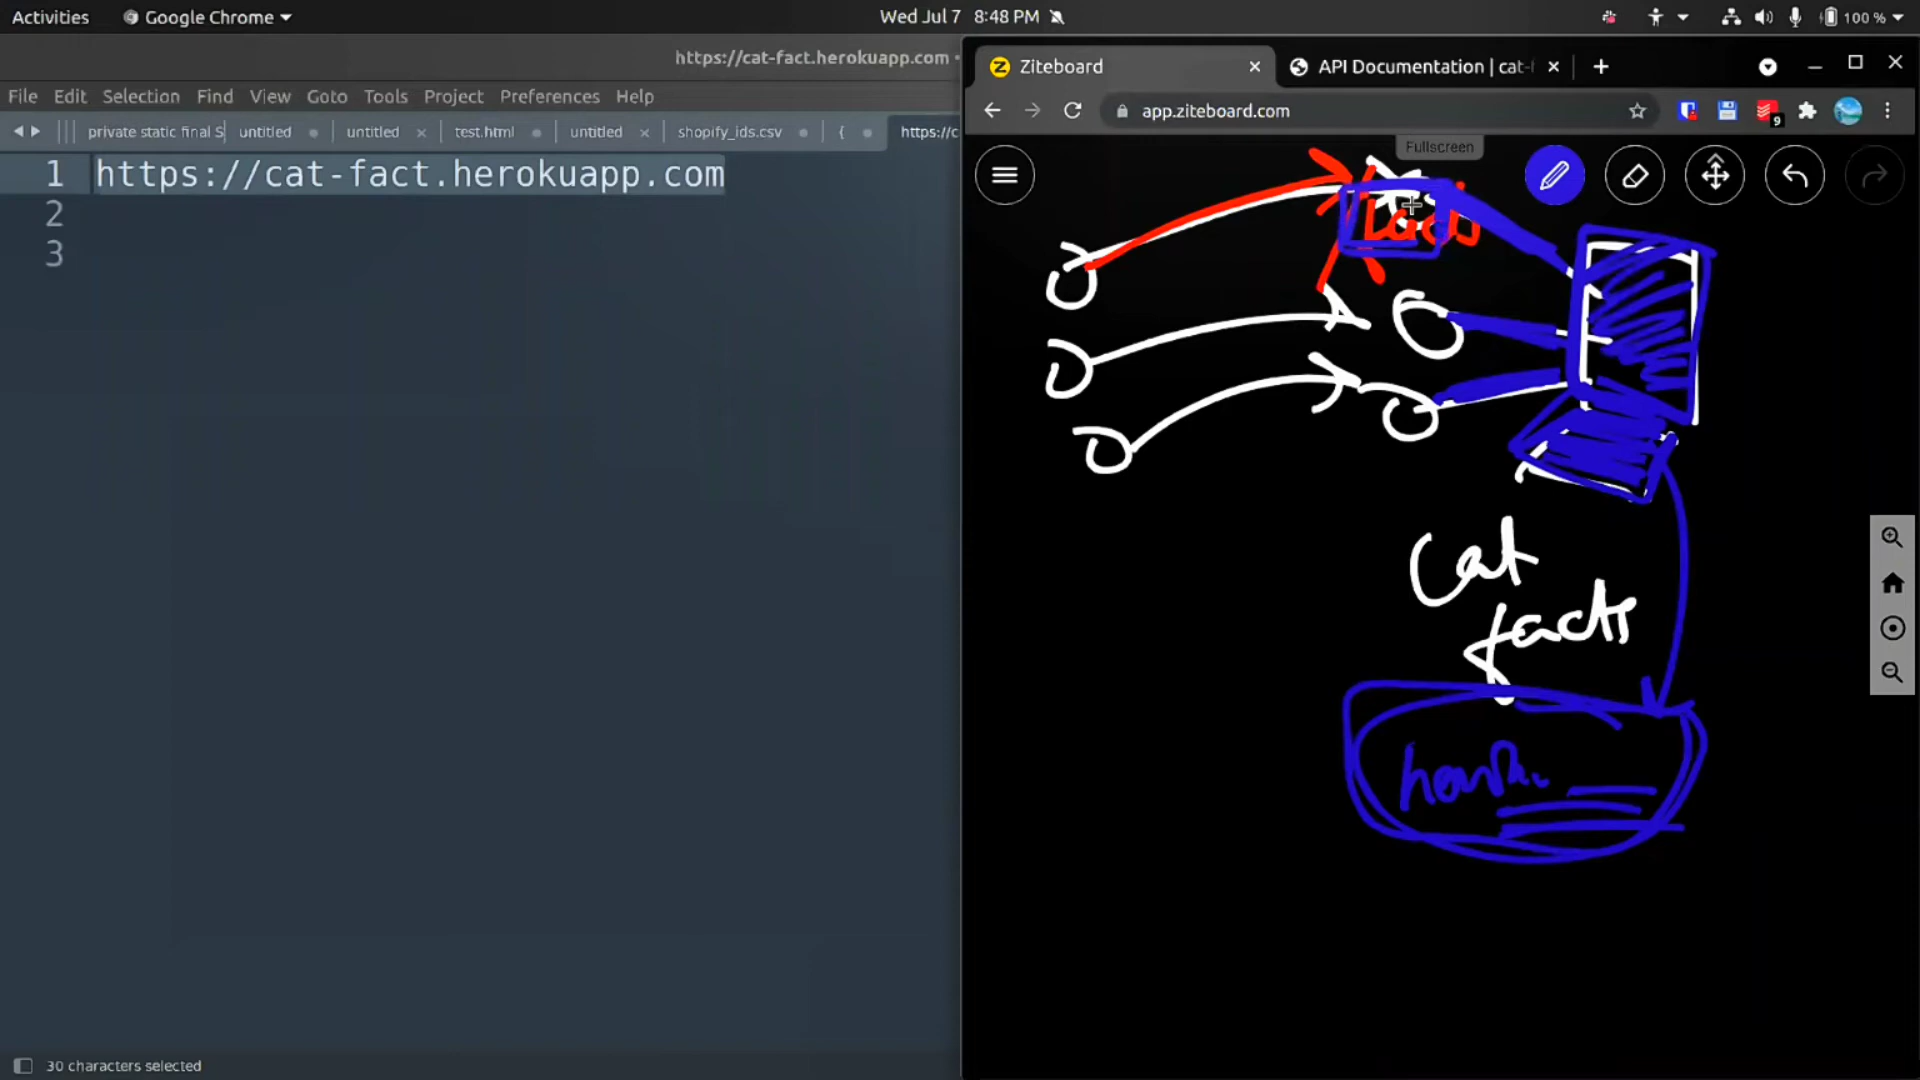 Activities
Google Chrome
Wed Jul 7 8:48 PM
100 %
https://cat-fact.herokuapp.com
File Edit Selection Find View Goto Tools Project Preferences Help
private static final S
untitled
untitled
test.html
untitled
shopify_ids.csv
{
https://c
1 https://cat-fact.herokuapp.com
2
3
30 characters selected
Ziteboard
API Documentation | cat-f
app.ziteboard.com
9
Fullscreen
cat
facts